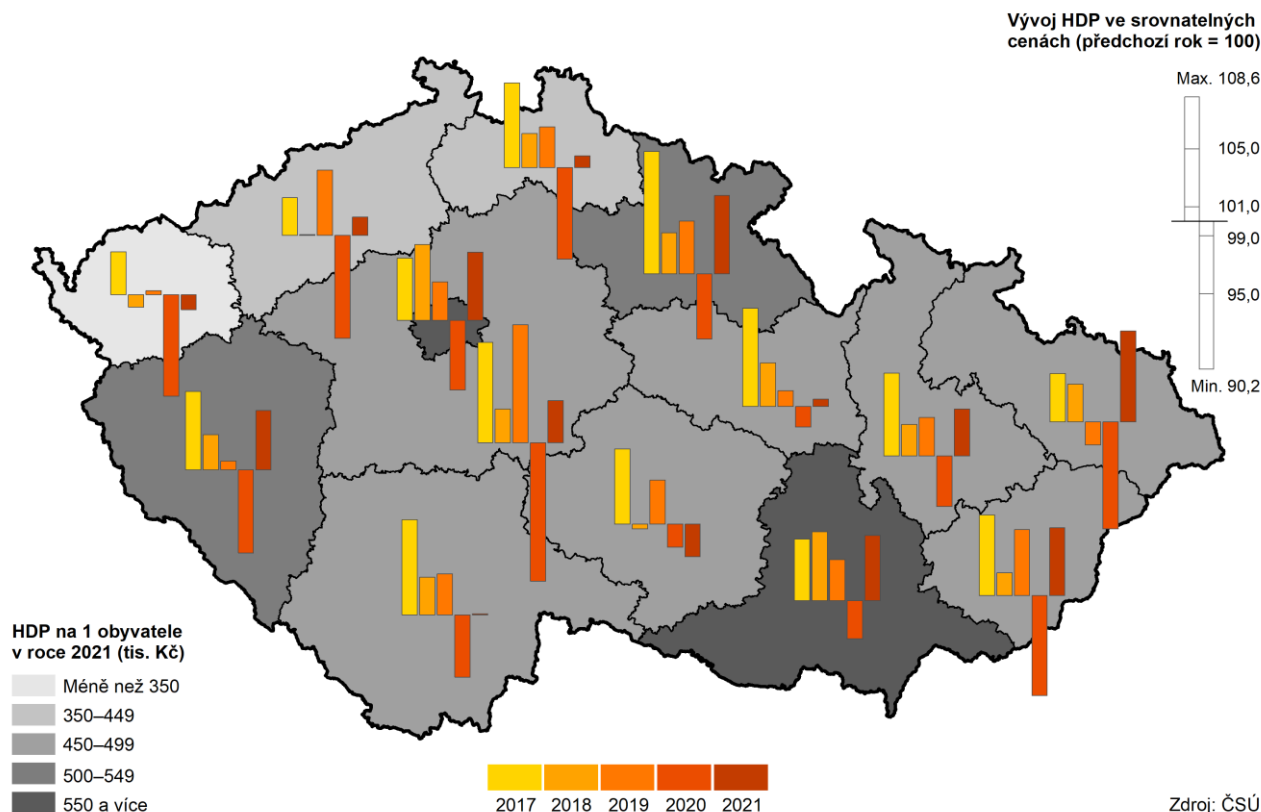 Vývoj HDP ve srovnatelných
cenách (předchozí rok = 100)
Max. 108,6
105,0
101,0
99,0
95,0
Min. 90,2
HDP na 1 obyvatele
v roce 2021 (tis. Kč)
Méně než 350
350–449
450–499
500–549
550 a více
2017 2018 2019 2020 2021
Zdroj: ČSÚ